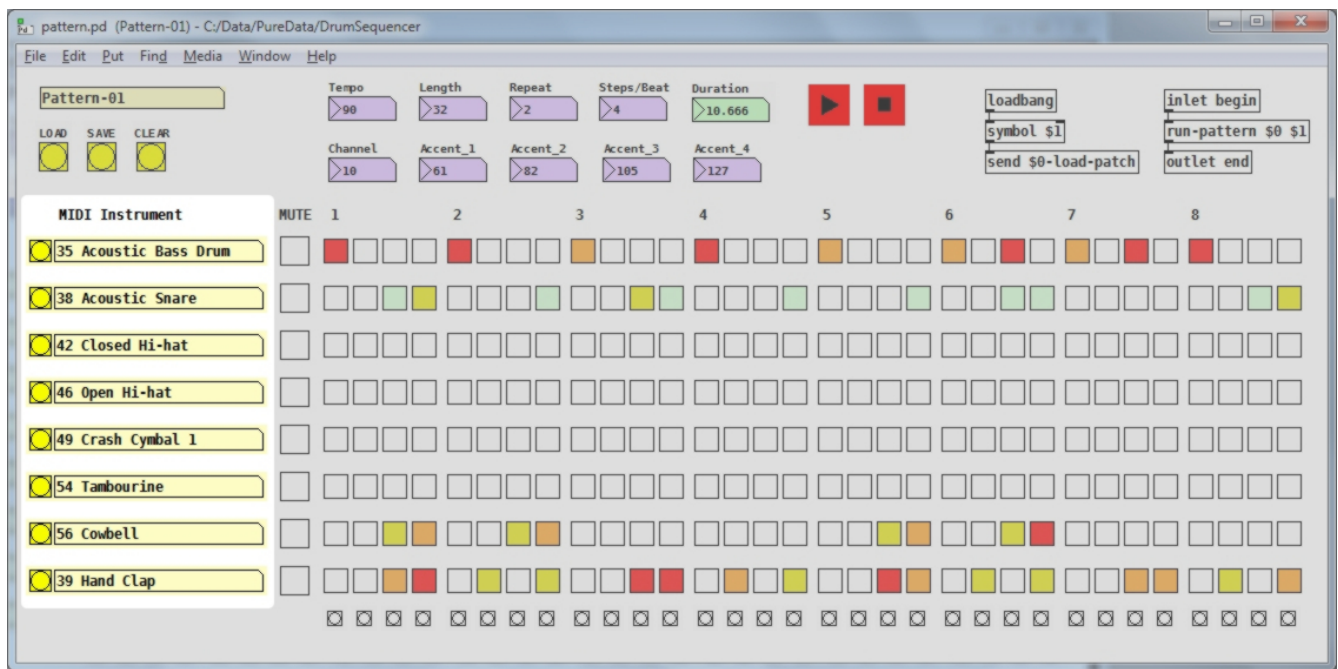 pattern.pd (Pattern-01) - C:/Data/PureData/DrumSequencer
File Edit Put Find Media Window Help
Pattern-01
LOAD SAVE CLEAR
Tempo Length Repeat Steps/Beat Duration
90 32 2 4 10.666
Channel Accent_1 Accent_2 Accent_3 Accent_4
10 61 82 105 127
loadbang
symbol $1
send $0-load-patch
inlet begin
run-pattern $0 $1
outlet end
MIDI Instrument MUTE 1 2 3 4 5 6 7 8
35 Acoustic Bass Drum
38 Acoustic Snare
42 Closed Hi-hat
46 Open Hi-hat
49 Crash Cymbal 1
54 Tambourine
56 Cowbell
39 Hand Clap